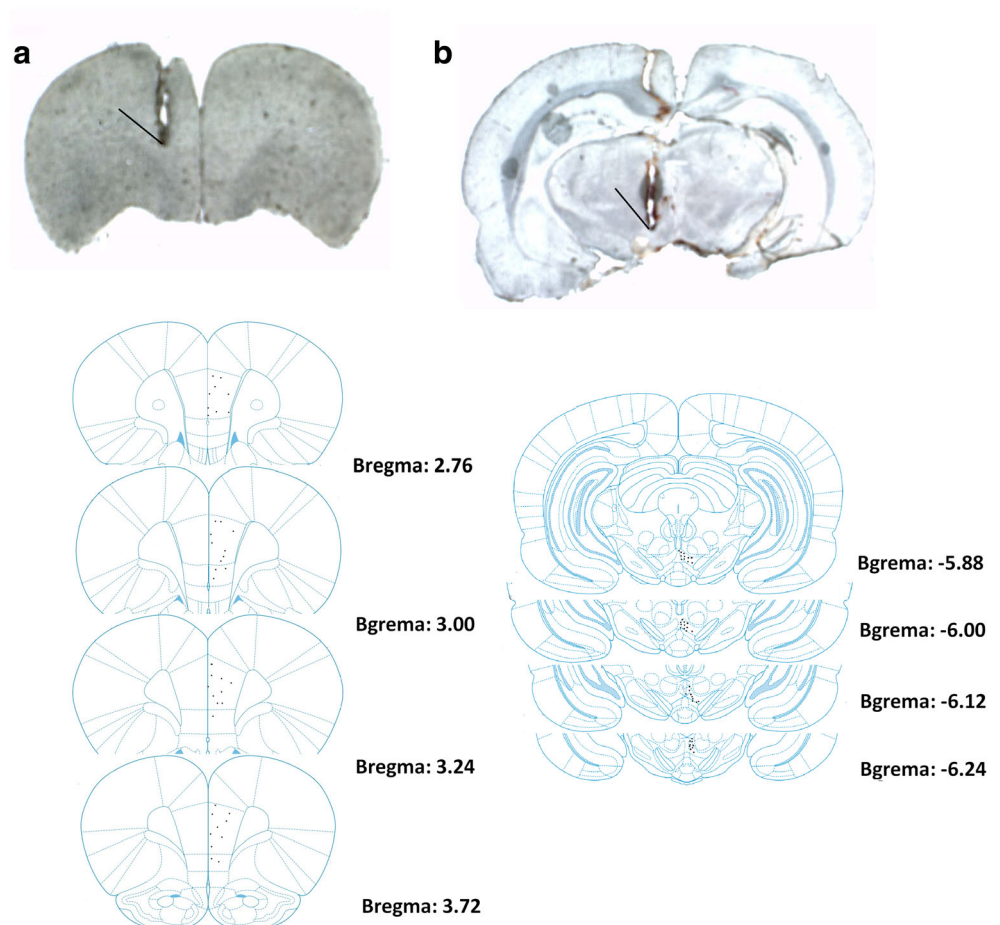 a
b
Bregma: 2.76
Bgrema: 3.00
Bregma: 3.24
Bregma: 3.72
Bgrema: -5.88
Bgrema: -6.00
Bgrema: -6.12
Bgrema: -6.24